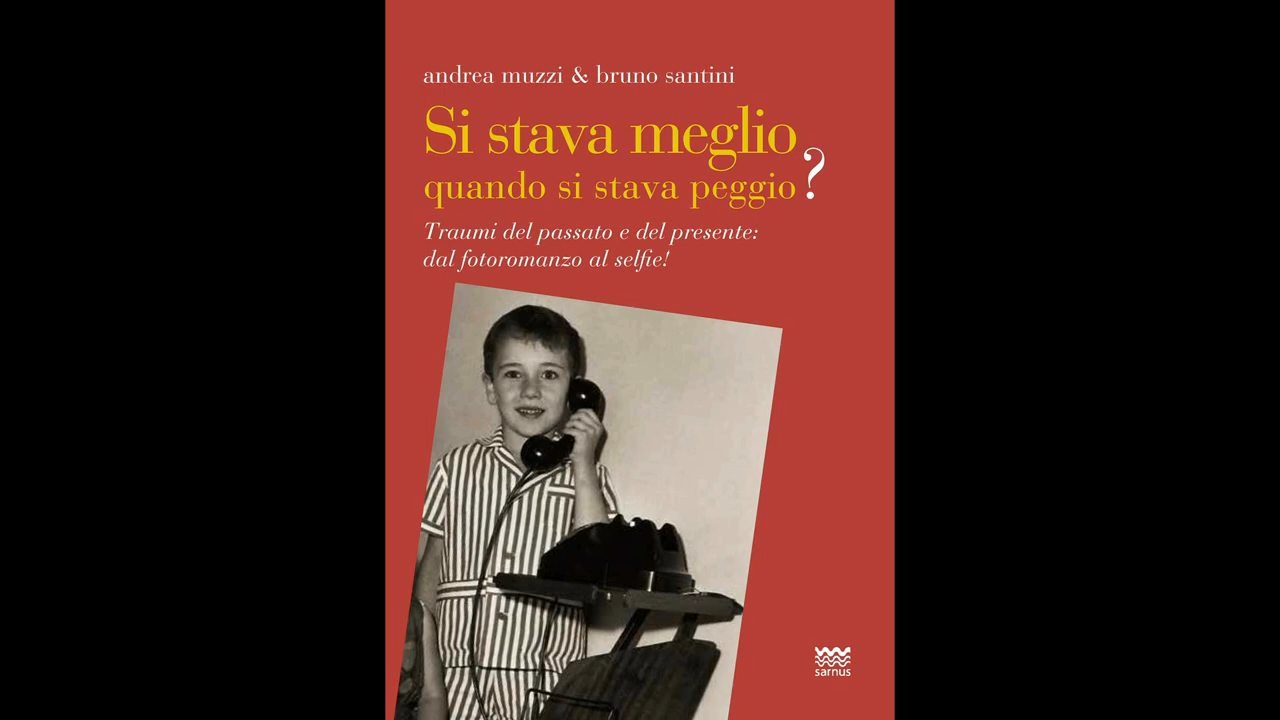 andrea muzzi & bruno santini
Si stava meglio
quando si stava peggio?
Traumi del passato e del presente:
dal fotoromanzo al selfie!
sarnus